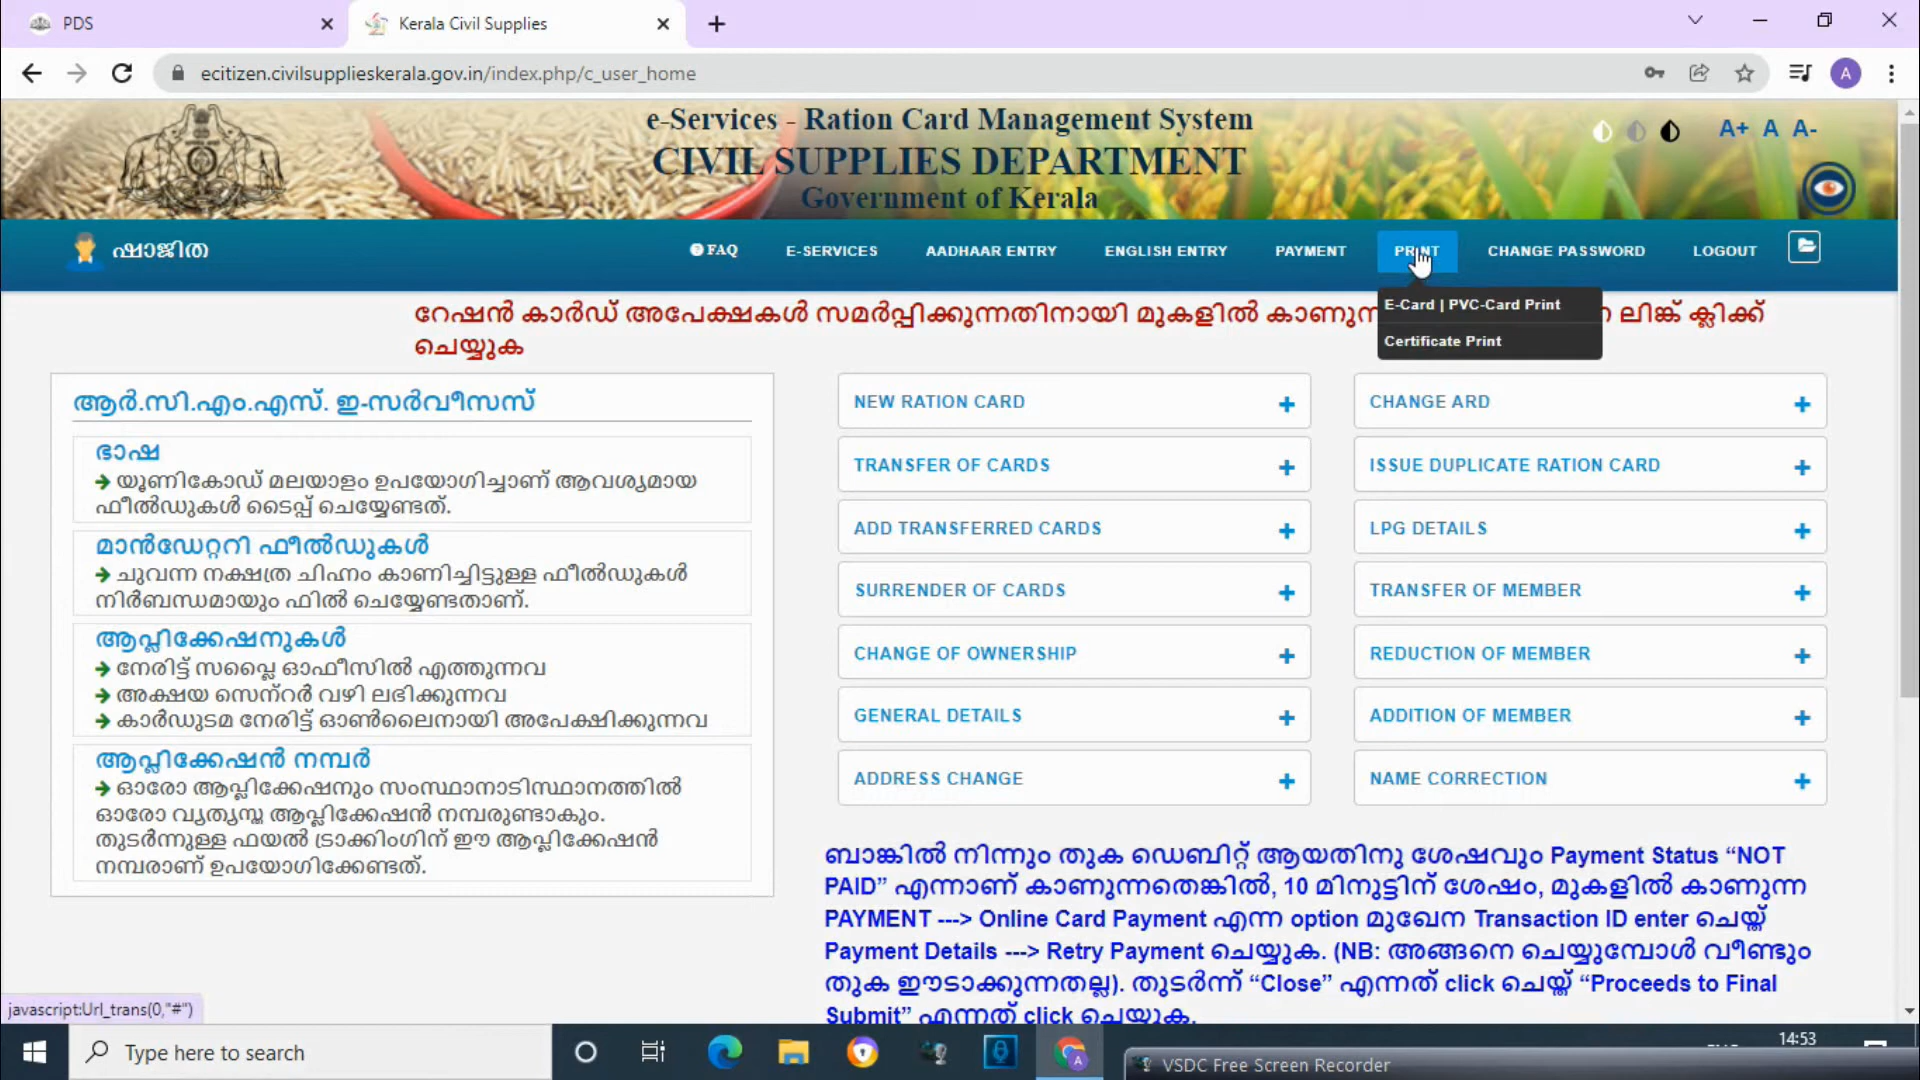 PDS
Kerala Civil Supplies
ecitizen.civilsupplieskerala.gov.in/index.php/c_user_home
A
e-Services - Ration Card Management System
CIVIL SUPPLIES DEPARTMENT
Government of Kerala
A+ A A-
ഷാജിത
FAQ
E-SERVICES
AADHAAR ENTRY
ENGLISH ENTRY
PAYMENT
PRINT
CHANGE PASSWORD
LOGOUT
E-Card | PVC-Card Print
Certificate Print
റേഷൻ കാർഡ് അപേക്ഷകൾ സമർപ്പിക്കുന്നതിനായി മുകളിൽ ലിങ്ക് ക്ലിക്ക്
ചെയ്യുക
ആർ.സി.എം.എസ്. ഇ-സർവീസസ്
ഭാഷ
യൂണികോഡ് മലയാളം ഉപയോഗിച്ചാണ് ആവശ്യമായ
ഫീൽഡുകൾ ടൈപ്പ് ചെയ്യേണ്ടത്.
മാൻഡേറ്ററി ഫീൽഡുകൾ
ചുവന്ന നക്ഷത്ര ചിഹ്നം കാണിച്ചിട്ടുള്ള ഫീൽഡുകൾ
നിർബന്ധമായും ഫിൽ ചെയ്യേണ്ടതാണ്.
ആപ്ലിക്കേഷനുകൾ
നേരിട്ട് സപ്ലൈ ഓഫീസിൽ എത്തുന്നവ
അക്ഷയ സെന്റർ വഴി ലഭിക്കുന്നവ
കാർഡുടമ നേരിട്ട് ഓൺലൈനായി അപേക്ഷിക്കുന്നവ
ആപ്ലിക്കേഷൻ നമ്പർ
ഓരോ ആപ്ലിക്കേഷനും സംസ്ഥാനാടിസ്ഥാനത്തിൽ
ഓരോ വ്യത്യസ്ത ആപ്ലിക്കേഷൻ നമ്പരുണ്ടാകും.
തുടർന്നുള്ള ഫയൽ ട്രാക്കിംഗിന് ഈ ആപ്ലിക്കേഷൻ
നമ്പരാണ് ഉപയോഗിക്കേണ്ടത്.
NEW RATION CARD +
CHANGE ARD +
TRANSFER OF CARDS +
ISSUE DUPLICATE RATION CARD +
ADD TRANSFERRED CARDS +
LPG DETAILS +
SURRENDER OF CARDS +
TRANSFER OF MEMBER +
CHANGE OF OWNERSHIP +
REDUCTION OF MEMBER +
GENERAL DETAILS +
ADDITION OF MEMBER +
ADDRESS CHANGE +
NAME CORRECTION +
ബാങ്കിൽ നിന്നും തുക ഡെബിറ്റ് ആയതിനു ശേഷവും Payment Status “NOT
PAID” എന്നാണ് കാണുന്നതെങ്കിൽ, 10 മിനുട്ടിന് ശേഷം, മുകളിൽ കാണുന്ന
PAYMENT ---> Online Card Payment എന്ന option മുഖേന Transaction ID enter ചെയ്ത്
Payment Details ---> Retry Payment ചെയ്യുക. (NB: അങ്ങനെ ചെയ്യുമ്പോൾ വീണ്ടും
തുക ഈടാക്കുന്നതല്ല). തുടർന്ന് “Close” എന്നത് click ചെയ്ത് “Proceeds to Final
Submit” എന്നത് click ചെയ്യുക.
javascript:Url_trans(0,"#")
Type here to search
14:53
VSDC Free Screen Recorder